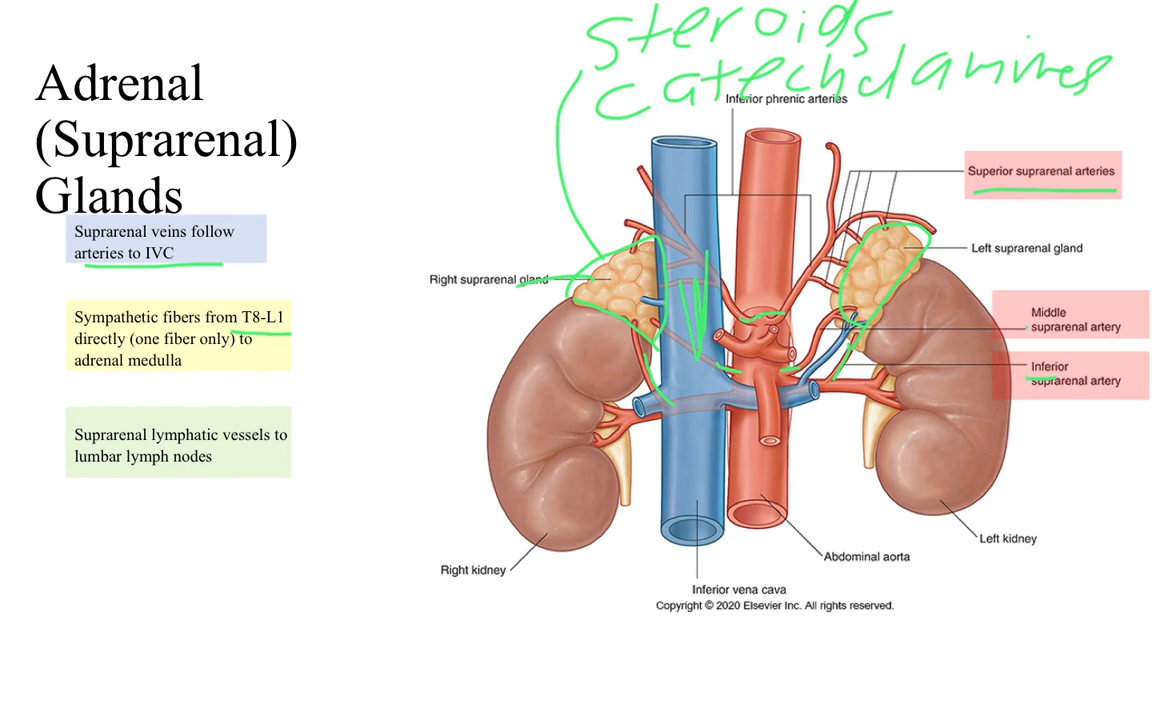 steroids
catecholamines
Adrenal
(Suprarenal)
Glands
Suprarenal veins follow
arteries to IVC
Sympathetic fibers from T8-L1
directly (one fiber only) to
adrenal medulla
Suprarenal lymphatic vessels to
lumbar lymph nodes
Inferior phrenic arteries
Superior suprarenal arteries
Left suprarenal gland
Right suprarenal gland
Middle
suprarenal artery
Inferior
suprarenal artery
Left kidney
Abdominal aorta
Right kidney
Inferior vena cava
Copyright © 2020 Elsevier Inc. All rights reserved.